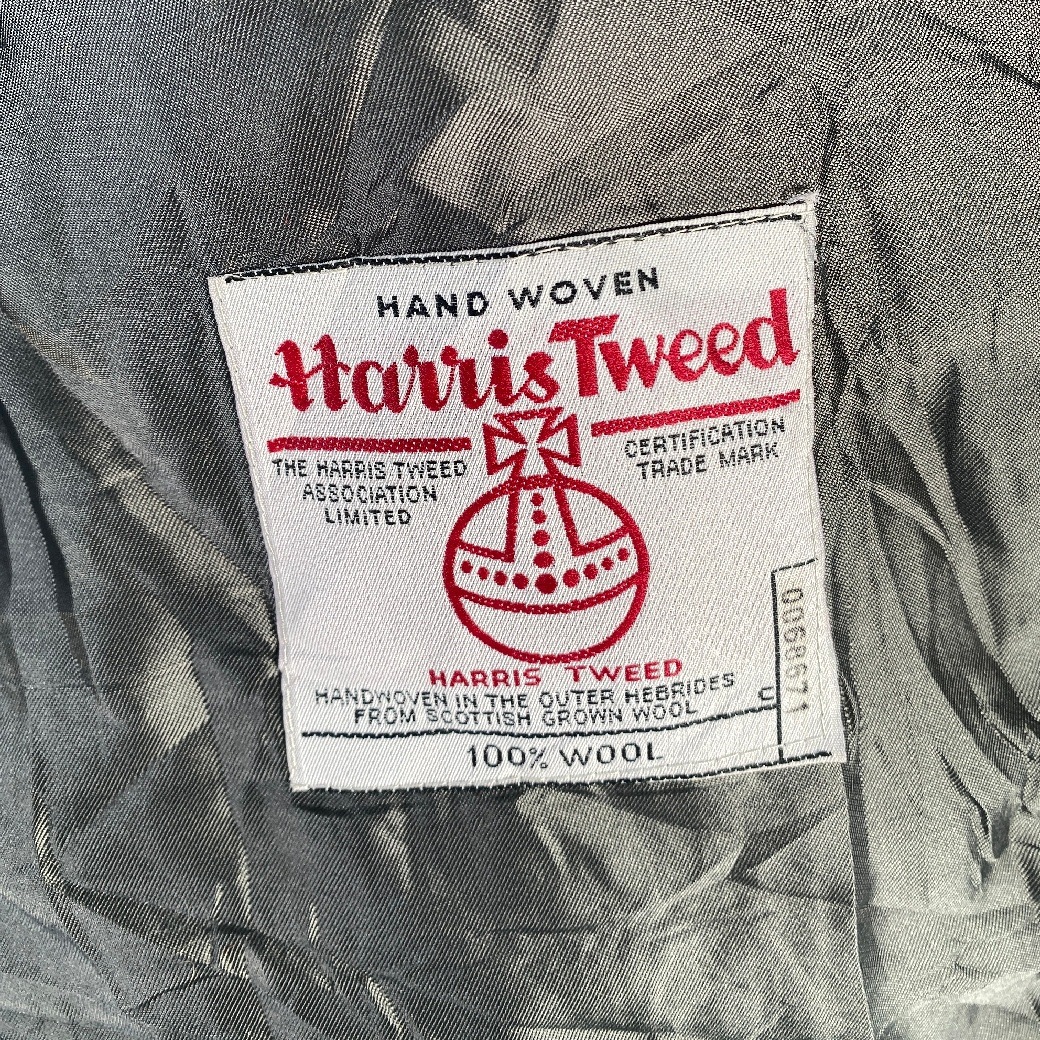 HAND WOVEN
Harris Tweed
THE HARRIS TWEED
ASSOCIATION
LIMITED
CERTIFICATION
TRADE MARK
HARRIS TWEED
HANDWOVEN IN THE OUTER HEBRIDES
FROM SCOTTISH GROWN WOOL
100% WOOL
C
0068671